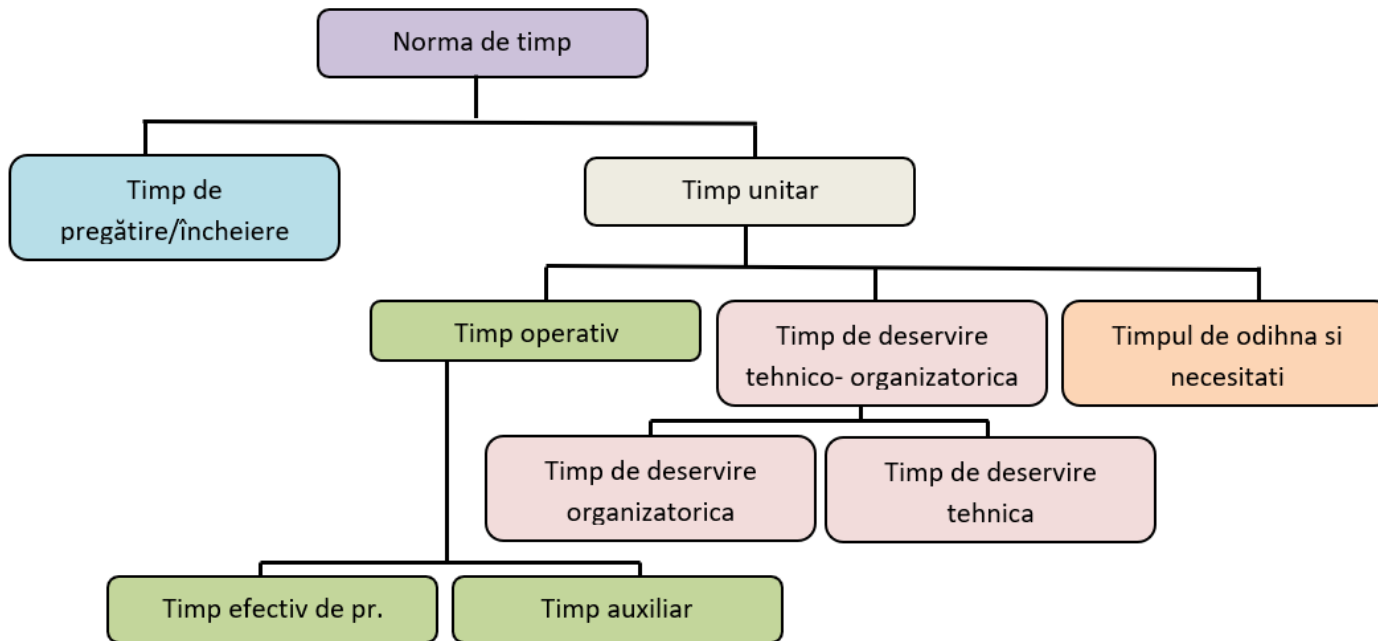 Norma de timp
Timp de
pregătire/încheiere
Timp unitar
Timp operativ
Timp de deservire
tehnico- organizatorica
Timpul de odihna si
necesitati
Timp de deservire
organizatorica
Timp de deservire
tehnica
Timp efectiv de pr.
Timp auxiliar